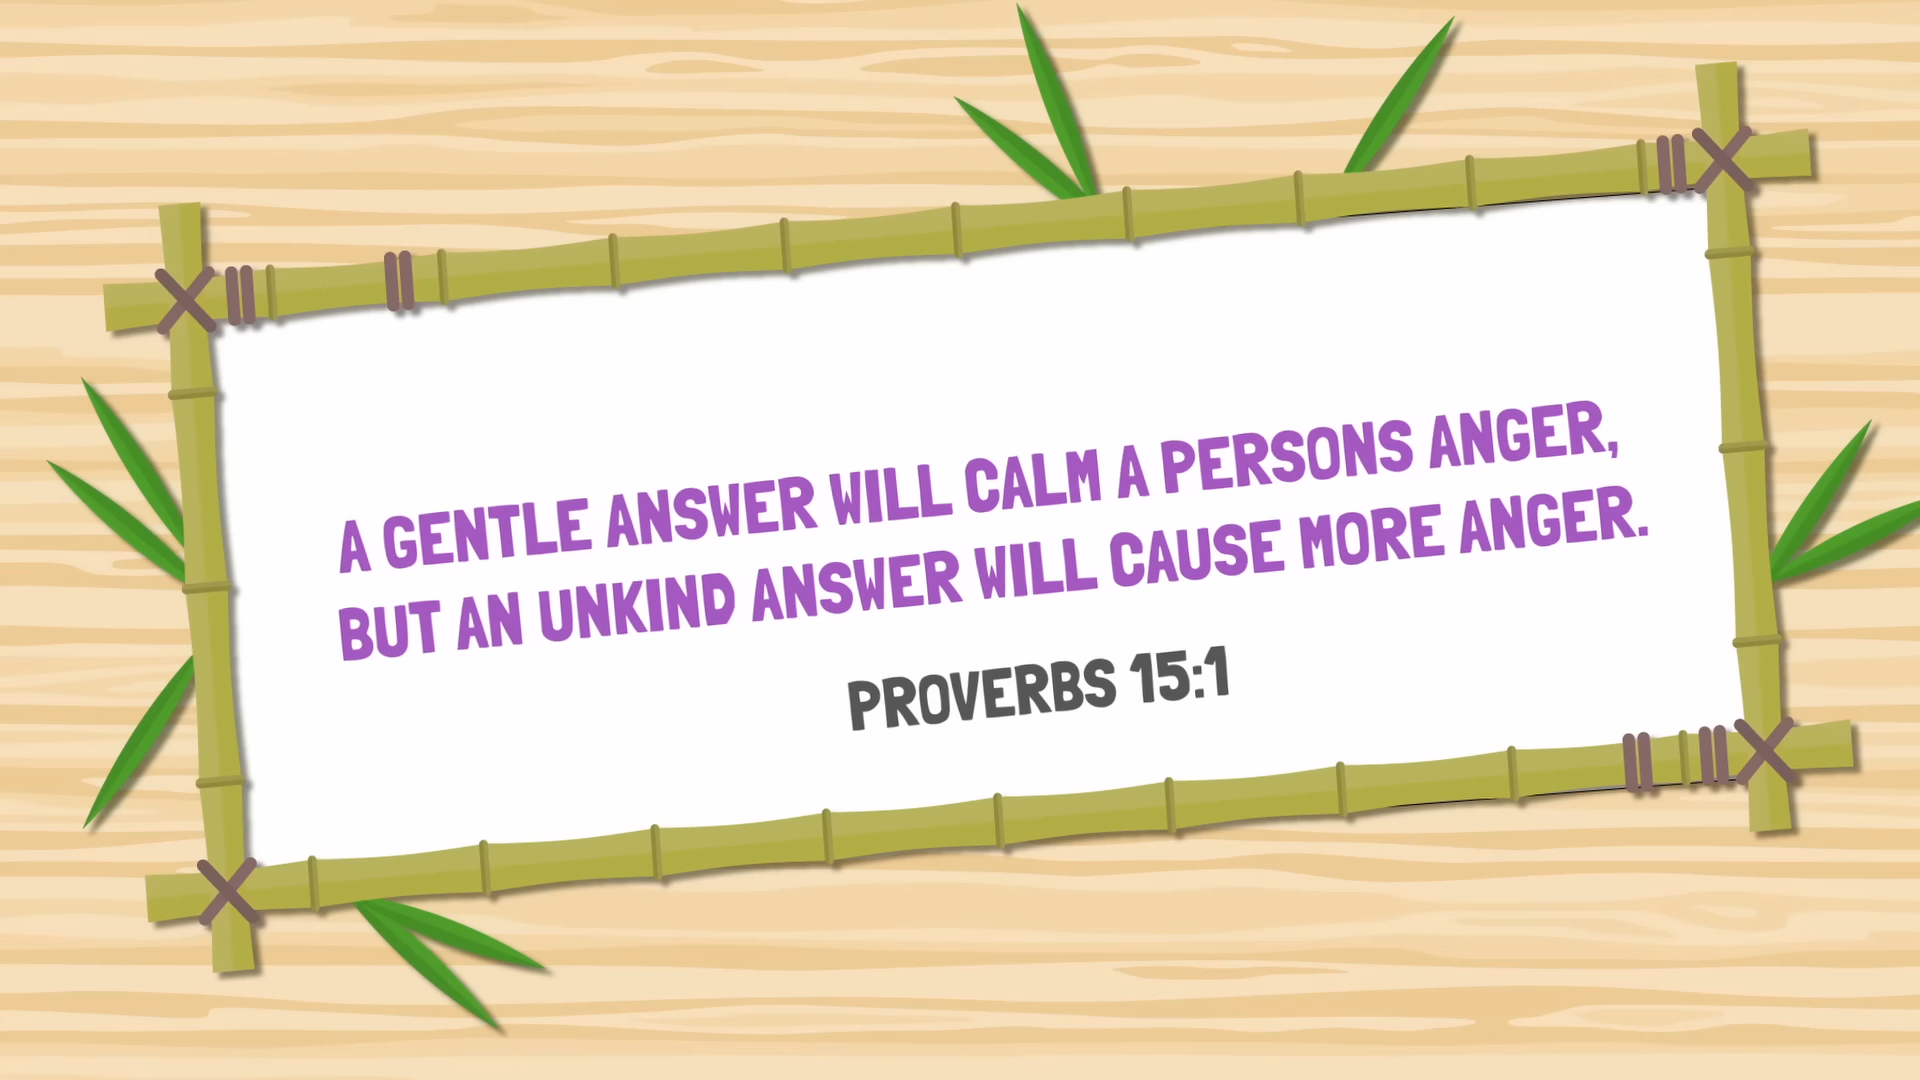 A GENTLE ANSWER WILL CALM A PERSONS ANGER,
BUT AN UNKIND ANSWER WILL CAUSE MORE ANGER.
PROVERBS 15:1